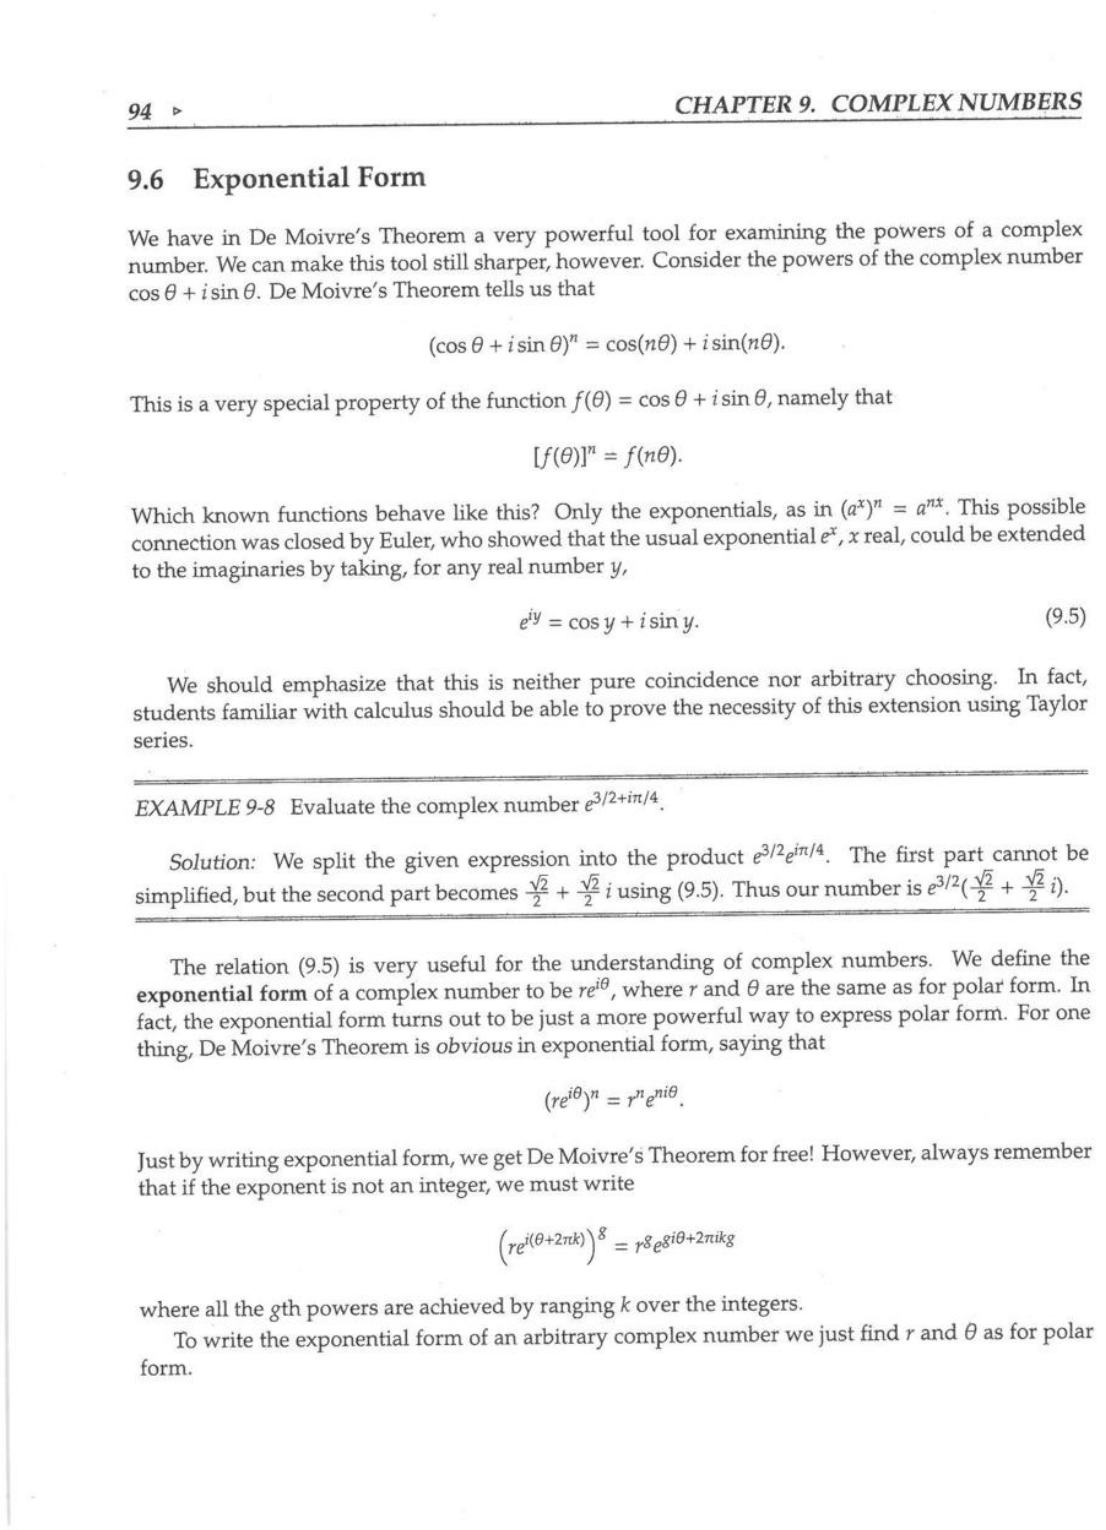 94 ▷ CHAPTER 9. COMPLEX NUMBERS
9.6 Exponential Form
We have in De Moivre's Theorem a very powerful tool for examining the powers of a complex
number. We can make this tool still sharper, however. Consider the powers of the complex number
cos θ + i sin θ. De Moivre's Theorem tells us that
(cos θ + i sin θ)ⁿ = cos(nθ) + i sin(nθ).
This is a very special property of the function f(θ) = cos θ + i sin θ, namely that
[f(θ)]ⁿ = f(nθ).
Which known functions behave like this? Only the exponentials, as in (aˣ)ⁿ = aⁿˣ. This possible
connection was closed by Euler, who showed that the usual exponential eˣ, x real, could be extended
to the imaginaries by taking, for any real number y,
e^{iy} = cos y + i sin y. (9.5)
We should emphasize that this is neither pure coincidence nor arbitrary choosing. In fact,
students familiar with calculus should be able to prove the necessity of this extension using Taylor
series.
EXAMPLE 9-8 Evaluate the complex number e^{3/2+iπ/4}.
Solution: We split the given expression into the product e^{3/2}e^{iπ/4}. The first part cannot be
simplified, but the second part becomes √2/2 + √2/2 i using (9.5). Thus our number is e^{3/2}(√2/2 + √2/2 i).
The relation (9.5) is very useful for the understanding of complex numbers. We define the
exponential form of a complex number to be re^{iθ}, where r and θ are the same as for polar form. In
fact, the exponential form turns out to be just a more powerful way to express polar form. For one
thing, De Moivre's Theorem is obvious in exponential form, saying that
(re^{iθ})ⁿ = rⁿe^{niθ}.
Just by writing exponential form, we get De Moivre's Theorem for free! However, always remember
that if the exponent is not an integer, we must write
(re^{i(θ+2πk)})^g = r^g e^{giθ+2πikg}
where all the gth powers are achieved by ranging k over the integers.
To write the exponential form of an arbitrary complex number we just find r and θ as for polar
form.